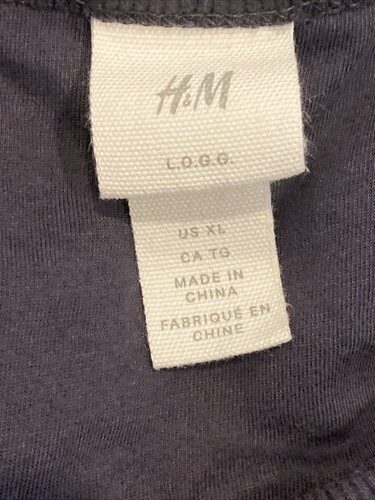 H&M
L.O.G.G.
US XL
CA TG
MADE IN
CHINA
FABRIQUÉ EN
CHINE